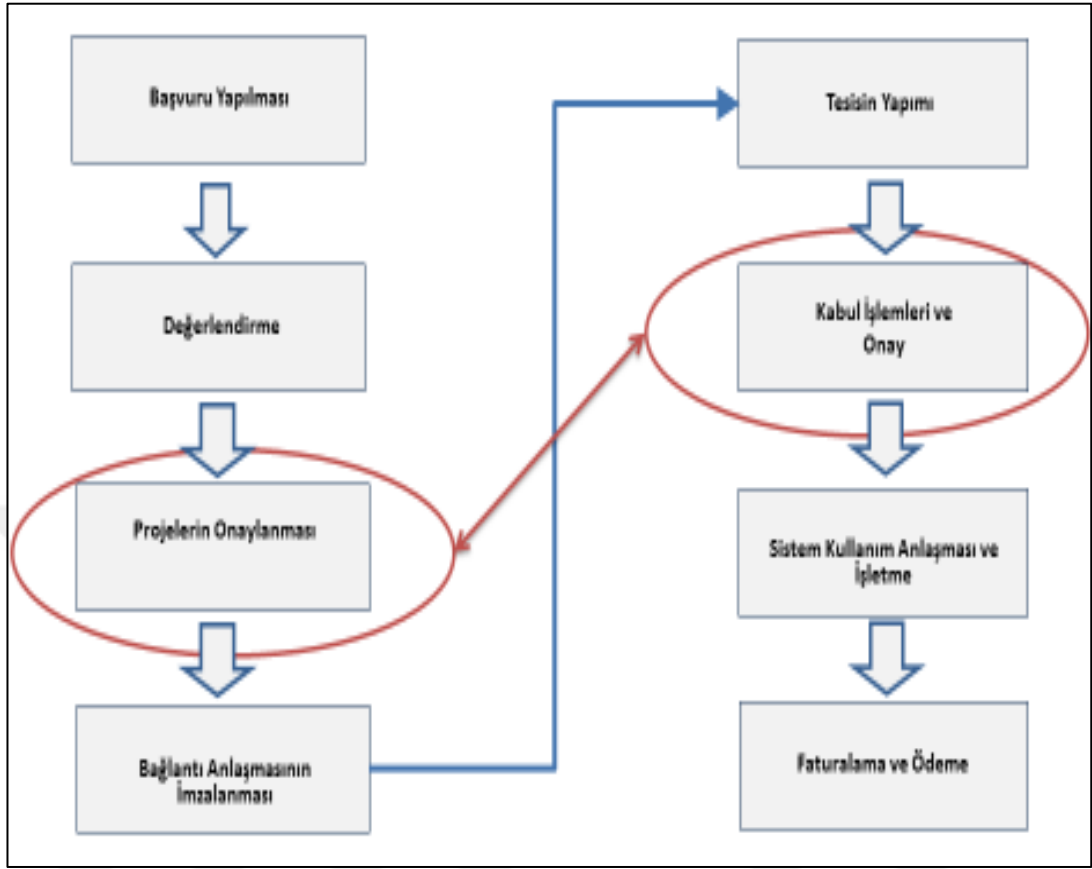 Başvuru Yapılması
Değerlendirme
Projelerin Onaylanması
Bağlantı Anlaşmasının
İmzalanması
Tesisin Yapımı
Kabul İşlemleri ve
Onay
Sistem Kullanım Anlaşması ve
İşletme
Faturalama ve Ödeme